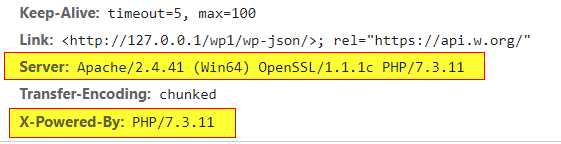 Keep-Alive: timeout=5, max=100
Link: <http://127.0.0.1/wp1/wp-json/>; rel="https://api.w.org/"
Server: Apache/2.4.41 (Win64) OpenSSL/1.1.1c PHP/7.3.11
Transfer-Encoding: chunked
X-Powered-By: PHP/7.3.11